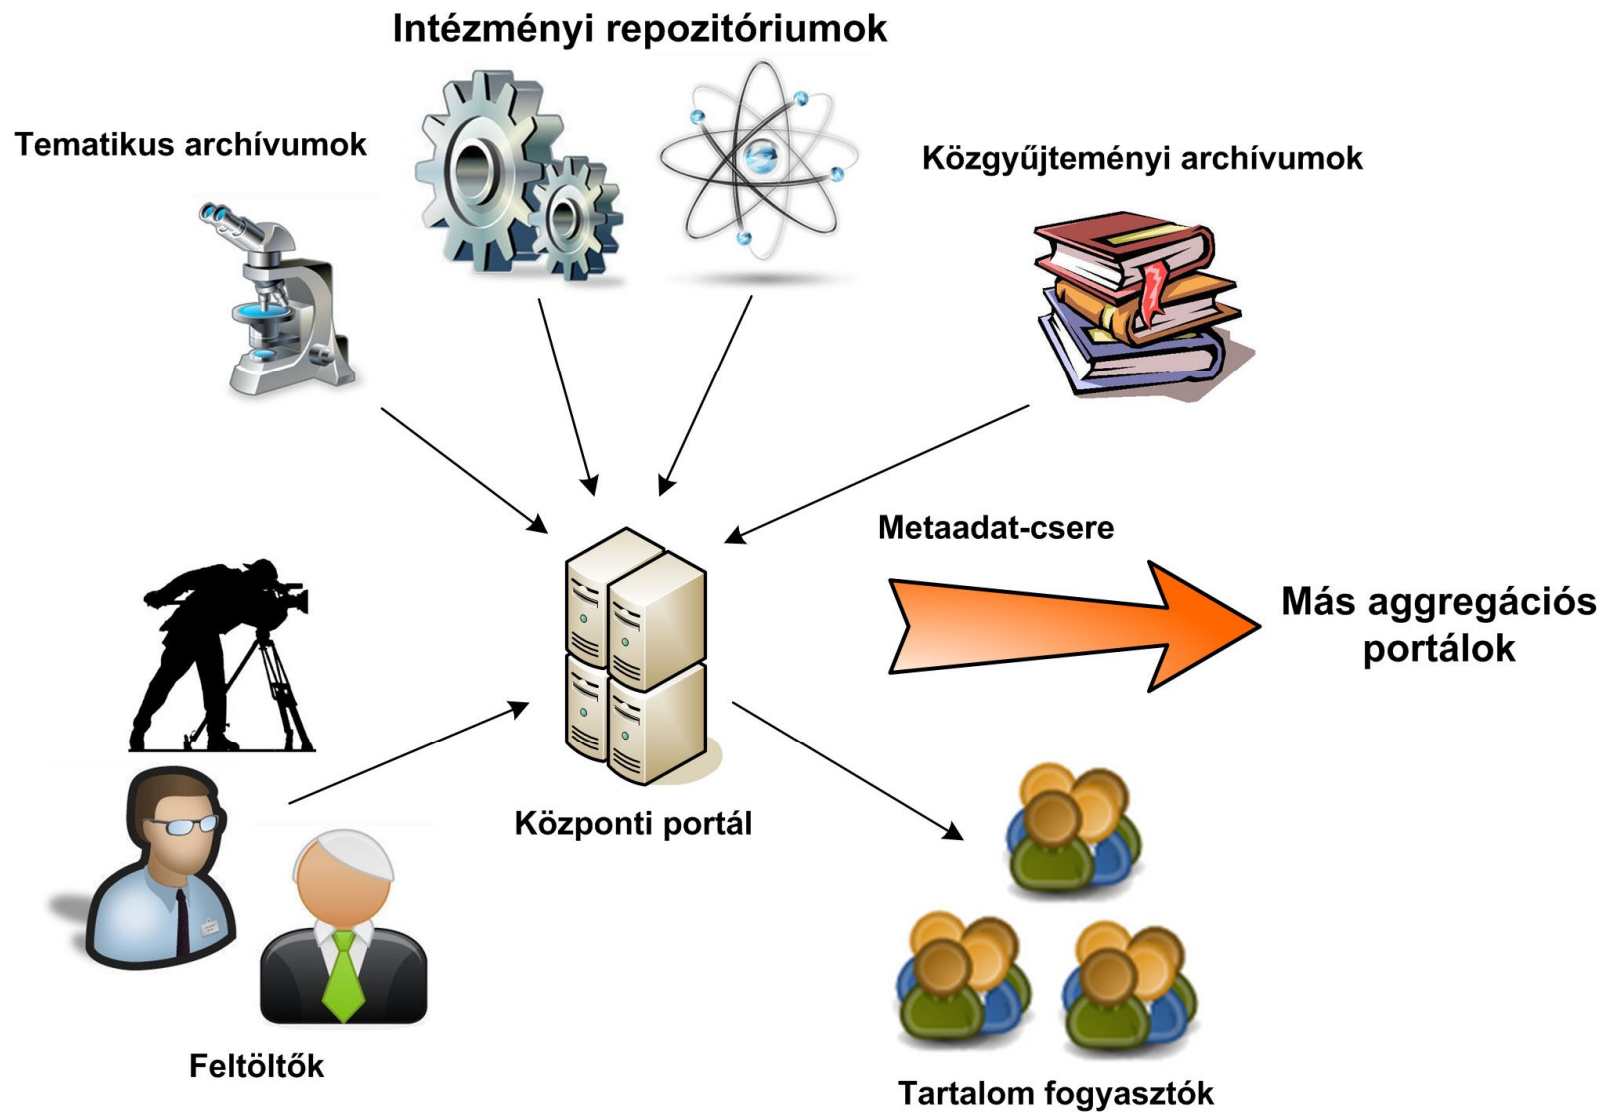 Intézményi repozitóriumok
Tematikus archívumok
Közgyűjteményi archívumok
Metaadat-csere
Más aggregációs
portálok
Központi portál
Feltöltők
Tartalom fogyasztók